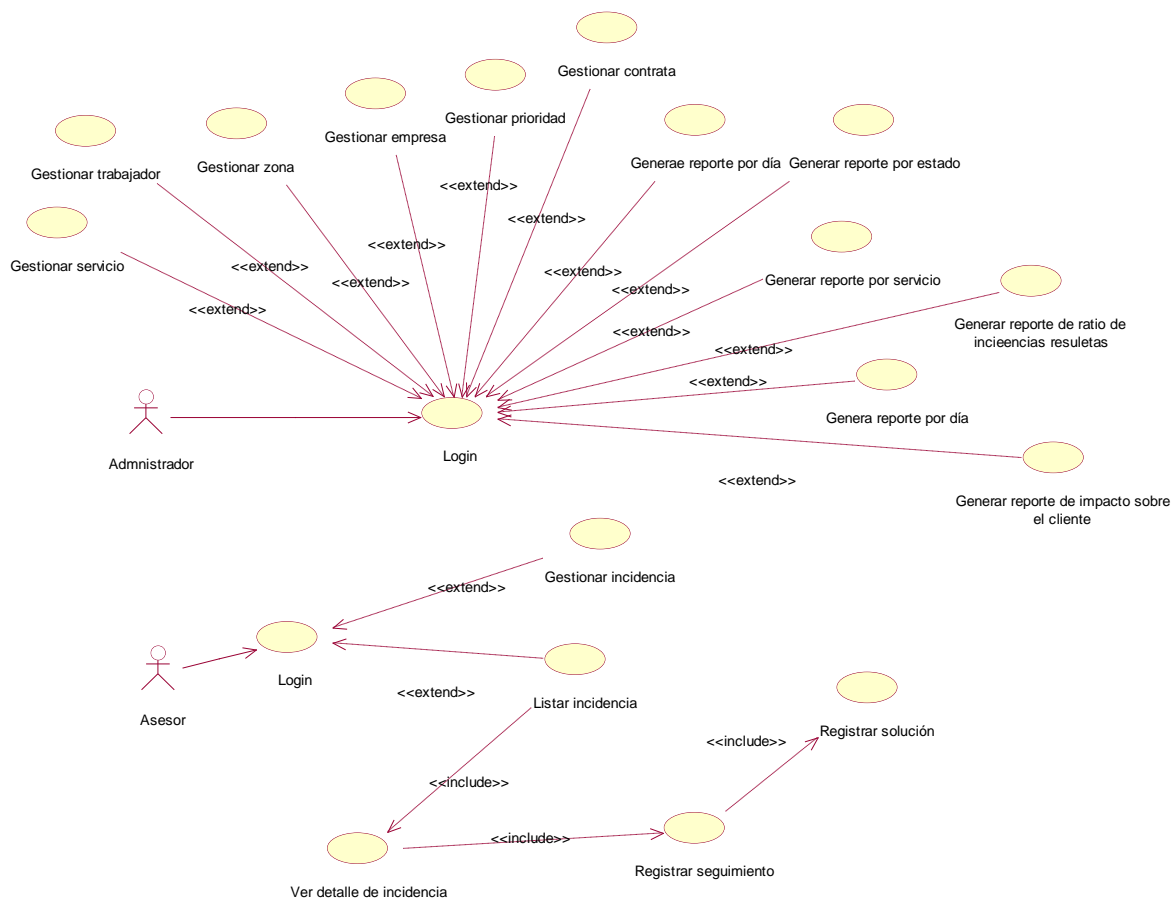 Gestionar contrata
Gestionar prioridad
Gestionar empresa
Generae reporte por día
Generar reporte por estado
Gestionar zona
Gestionar trabajador
<<extend>>
<<extend>>
<<extend>>
<<extend>>
<<extend>>
<<extend>>
<<extend>>
<<extend>>
<<extend>>
<<extend>>
<<extend>>
<<extend>>
Gestionar servicio
Generar reporte por servicio
Generar reporte de ratio de
incieencias resuletas
Genera reporte por día
Login
Admnistrador
Generar reporte de impacto sobre
el cliente
Gestionar incidencia
<<extend>>
Login
<<extend>>
Listar incidencia
Asesor
Registrar solución
<<include>>
<<include>>
<<include>>
Registrar seguimiento
Ver detalle de incidencia